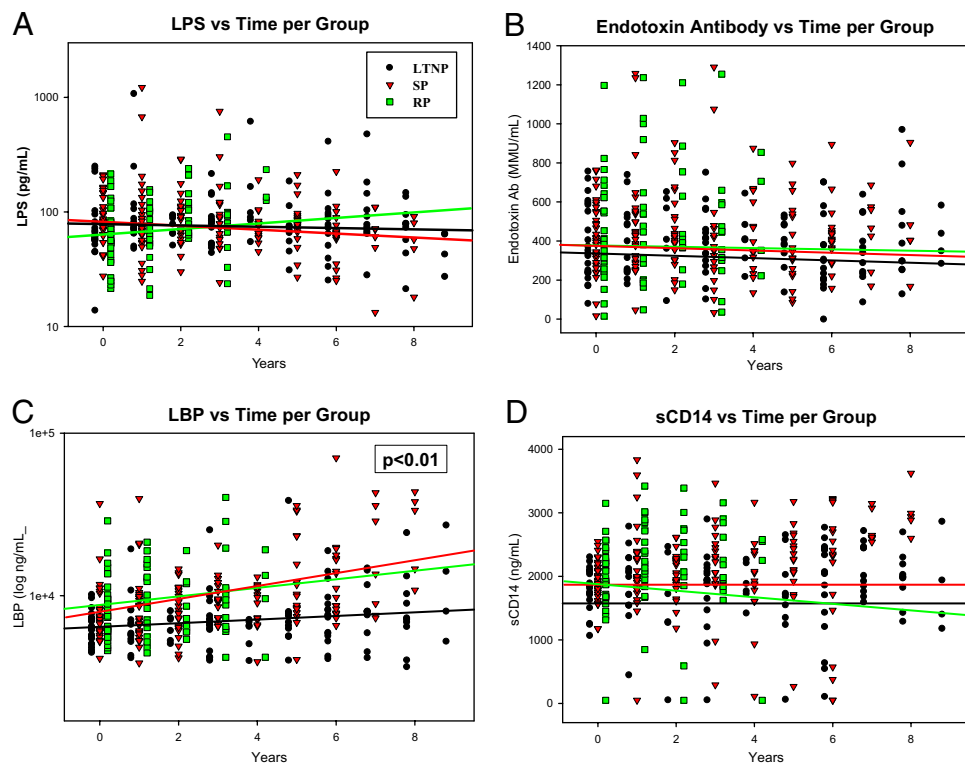 A
LPS vs Time per Group
LPS (pg/mL)
1000
100
10
LTNP
SP
RP
0 2 4 6 8
Years
B
Endotoxin Antibody vs Time per Group
Endotoxin Ab (MMU/mL)
1400
1200
1000
800
600
400
200
0
0 2 4 6 8
Years
C
LBP vs Time per Group
LBP (log ng/mL_
1e+5
1e+4
p<0.01
0 2 4 6 8
Years
D
sCD14 vs Time per Group
sCD14 (ng/mL)
4000
3000
2000
1000
0
0 2 4 6 8
Years